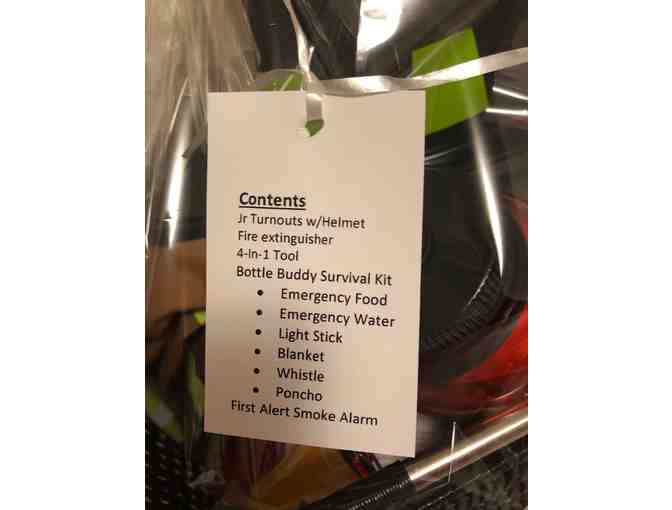 Contents
Jr Turnouts w/Helmet
Fire extinguisher
4-In-1 Tool
Bottle Buddy Survival Kit
• Emergency Food
• Emergency Water
• Light Stick
• Blanket
• Whistle
• Poncho
First Alert Smoke Alarm